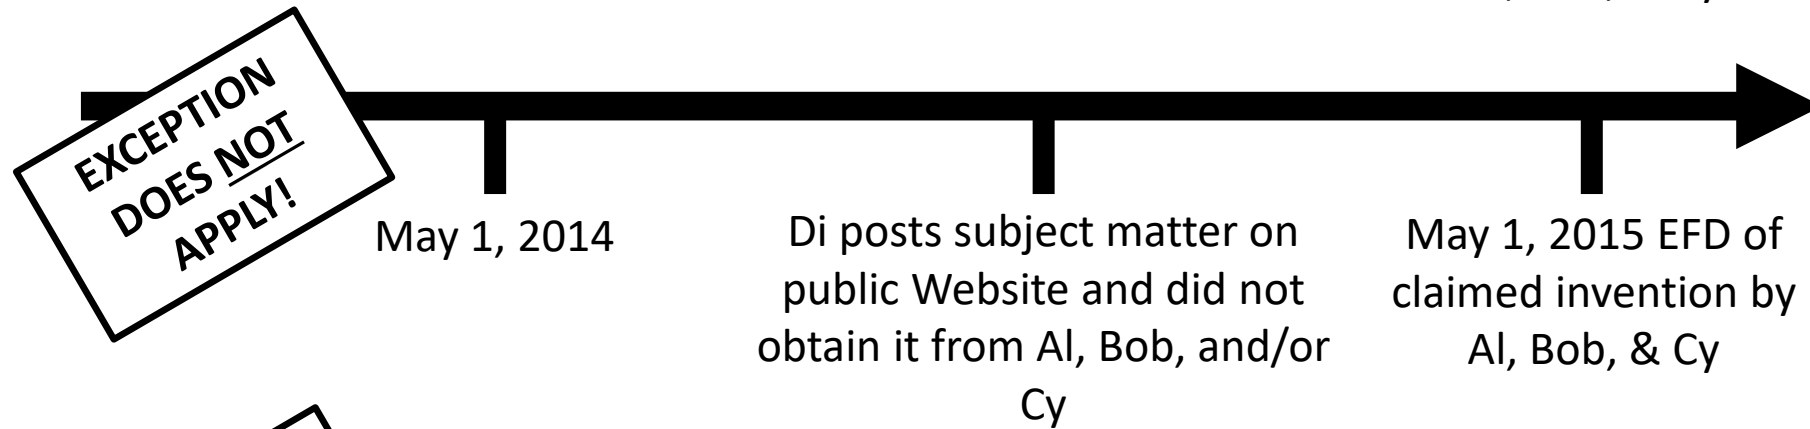 EXCEPTION
DOES NOT
APPLY!
May 1, 2014
Di posts subject matter on
public Website and did not
obtain it from Al, Bob, and/or
Cy
May 1, 2015 EFD of
claimed invention by
Al, Bob, & Cy